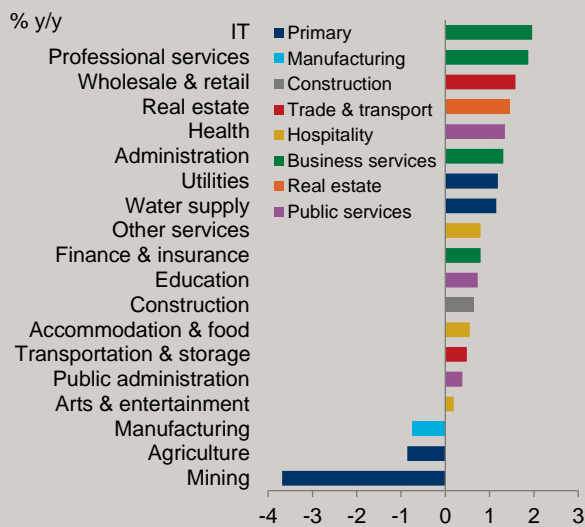 % y/y
IT
Professional services
Wholesale & retail
Real estate
Health
Administration
Utilities
Water supply
Other services
Finance & insurance
Education
Construction
Accommodation & food
Transportation & storage
Public administration
Arts & entertainment
Manufacturing
Agriculture
Mining
Primary
Manufacturing
Construction
Trade & transport
Hospitality
Business services
Real estate
Public services
-4 -3 -2 -1 0 1 2 3